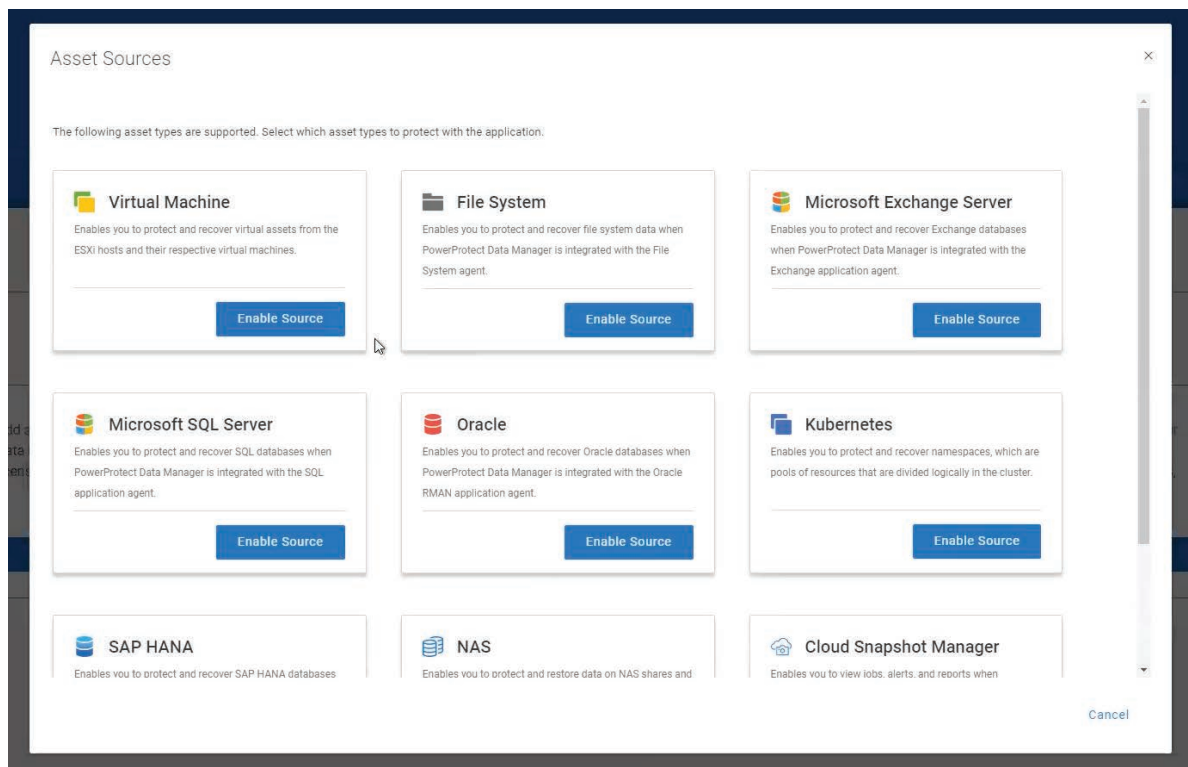 Asset Sources
The following asset types are supported. Select which asset types to protect with the application.
Virtual Machine
Enables you to protect and recover virtual assets from the
ESXi hosts and their respective virtual machines.
Enable Source
File System
Enables you to protect and recover file system data when
PowerProtect Data Manager is integrated with the File
System agent.
Enable Source
Microsoft Exchange Server
Enables you to protect and recover Exchange databases
when PowerProtect Data Manager is integrated with the
Exchange application agent.
Enable Source
Microsoft SQL Server
Enables you to protect and recover SQL databases when
PowerProtect Data Manager is integrated with the SQL
application agent.
Enable Source
Oracle
Enables you to protect and recover Oracle databases when
PowerProtect Data Manager is integrated with the Oracle
RMAN application agent.
Enable Source
Kubernetes
Enables you to protect and recover namespaces, which are
pools of resources that are divided logically in the cluster.
Enable Source
SAP HANA
Enables you to protect and recover SAP HANA databases
NAS
Enables you to protect and restore data on NAS shares and
Cloud Snapshot Manager
Enables you to view jobs, alerts, and reports when
Cancel